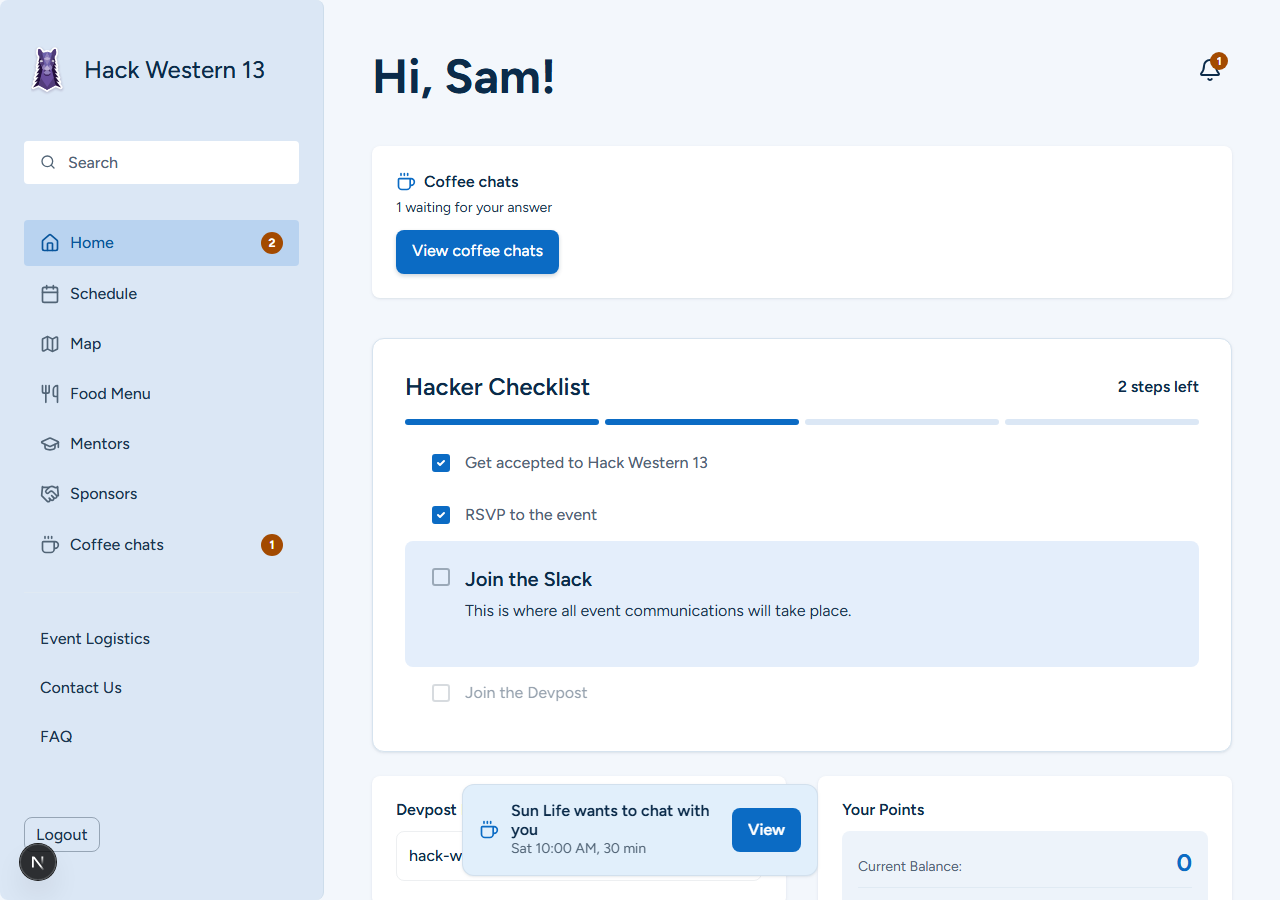 Hack Western 13
Search
Home 2
Schedule
Map
Food Menu
Mentors
Sponsors
Coffee chats 1
Event Logistics
Contact Us
FAQ
Logout
N
Hi, Sam!
1
Coffee chats
1 waiting for your answer
View coffee chats
Hacker Checklist
2 steps left
Get accepted to Hack Western 13
RSVP to the event
Join the Slack
This is where all event communications will take place.
Join the Devpost
Devpost
hack-w
Sun Life wants to chat with
you
Sat 10:00 AM, 30 min
View
Your Points
Current Balance: 0